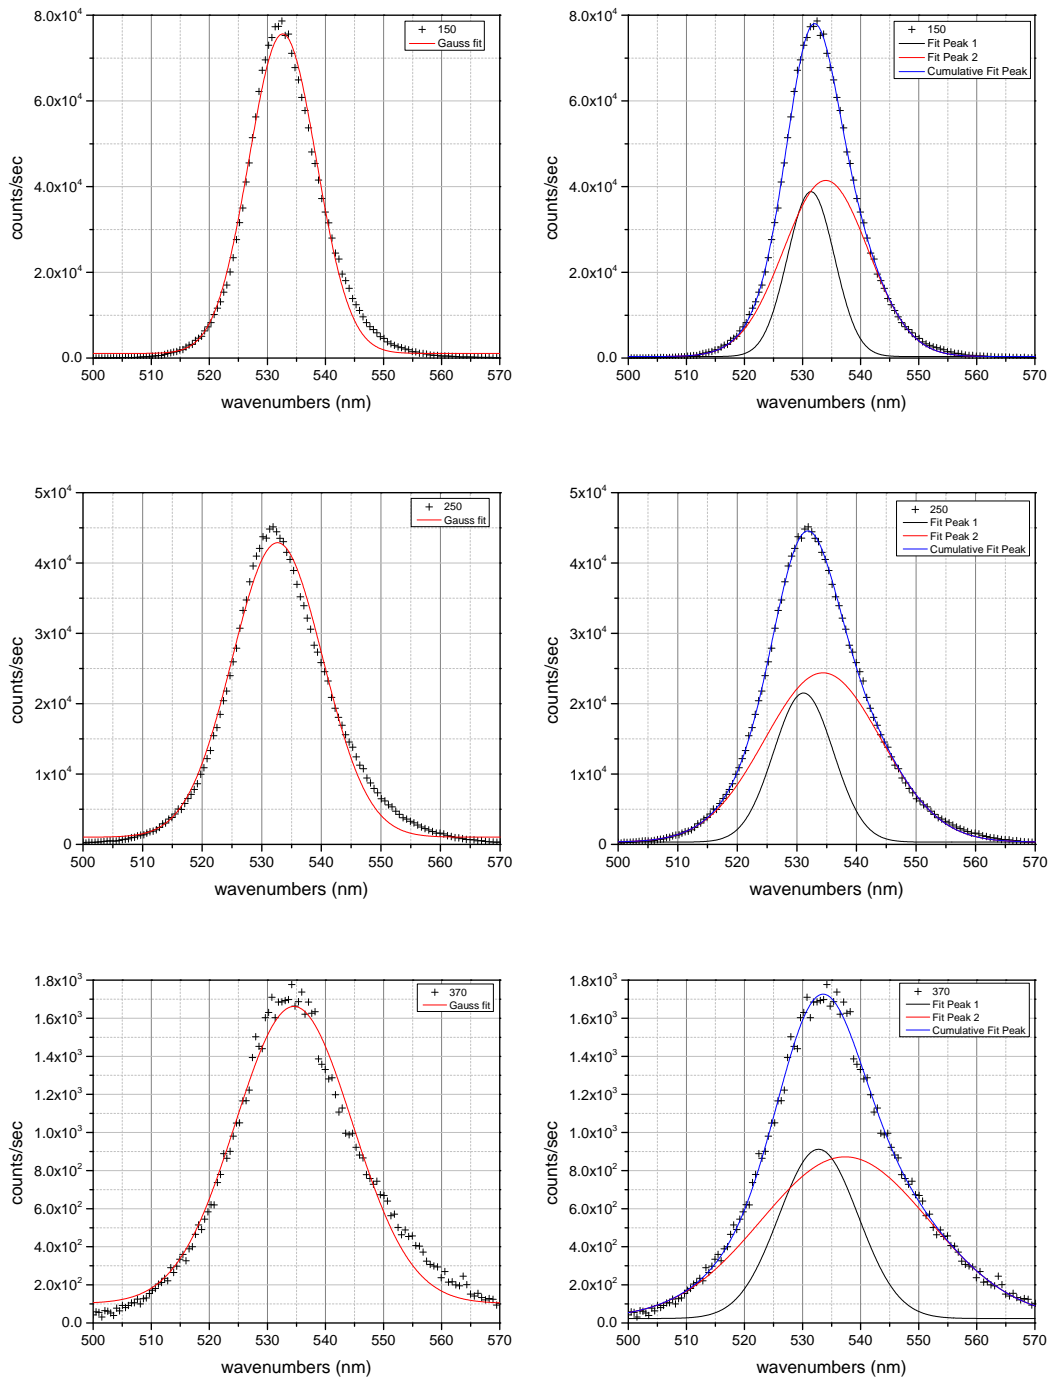 8.0x10⁴
6.0x10⁴
4.0x10⁴
2.0x10⁴
0.0
500 510 520 530 540 550 560 570
counts/sec
wavenumbers (nm)
150
Gauss fit
8.0x10⁴
6.0x10⁴
4.0x10⁴
2.0x10⁴
0.0
500 510 520 530 540 550 560 570
counts/sec
wavenumbers (nm)
150
Fit Peak 1
Fit Peak 2
Cumulative Fit Peak
5x10⁴
4x10⁴
3x10⁴
2x10⁴
1x10⁴
0
500 510 520 530 540 550 560 570
counts/sec
wavenumbers (nm)
250
Gauss fit
5x10⁴
4x10⁴
3x10⁴
2x10⁴
1x10⁴
0
500 510 520 530 540 550 560 570
counts/sec
wavenumbers (nm)
250
Fit Peak 1
Fit Peak 2
Cumulative Fit Peak
1.8x10³
1.6x10³
1.4x10³
1.2x10³
1.0x10³
8.0x10²
6.0x10²
4.0x10²
2.0x10²
0.0
500 510 520 530 540 550 560 570
counts/sec
wavenumbers (nm)
370
Gauss fit
1.8x10³
1.6x10³
1.4x10³
1.2x10³
1.0x10³
8.0x10²
6.0x10²
4.0x10²
2.0x10²
0.0
500 510 520 530 540 550 560 570
counts/sec
wavenumbers (nm)
370
Fit Peak 1
Fit Peak 2
Cumulative Fit Peak